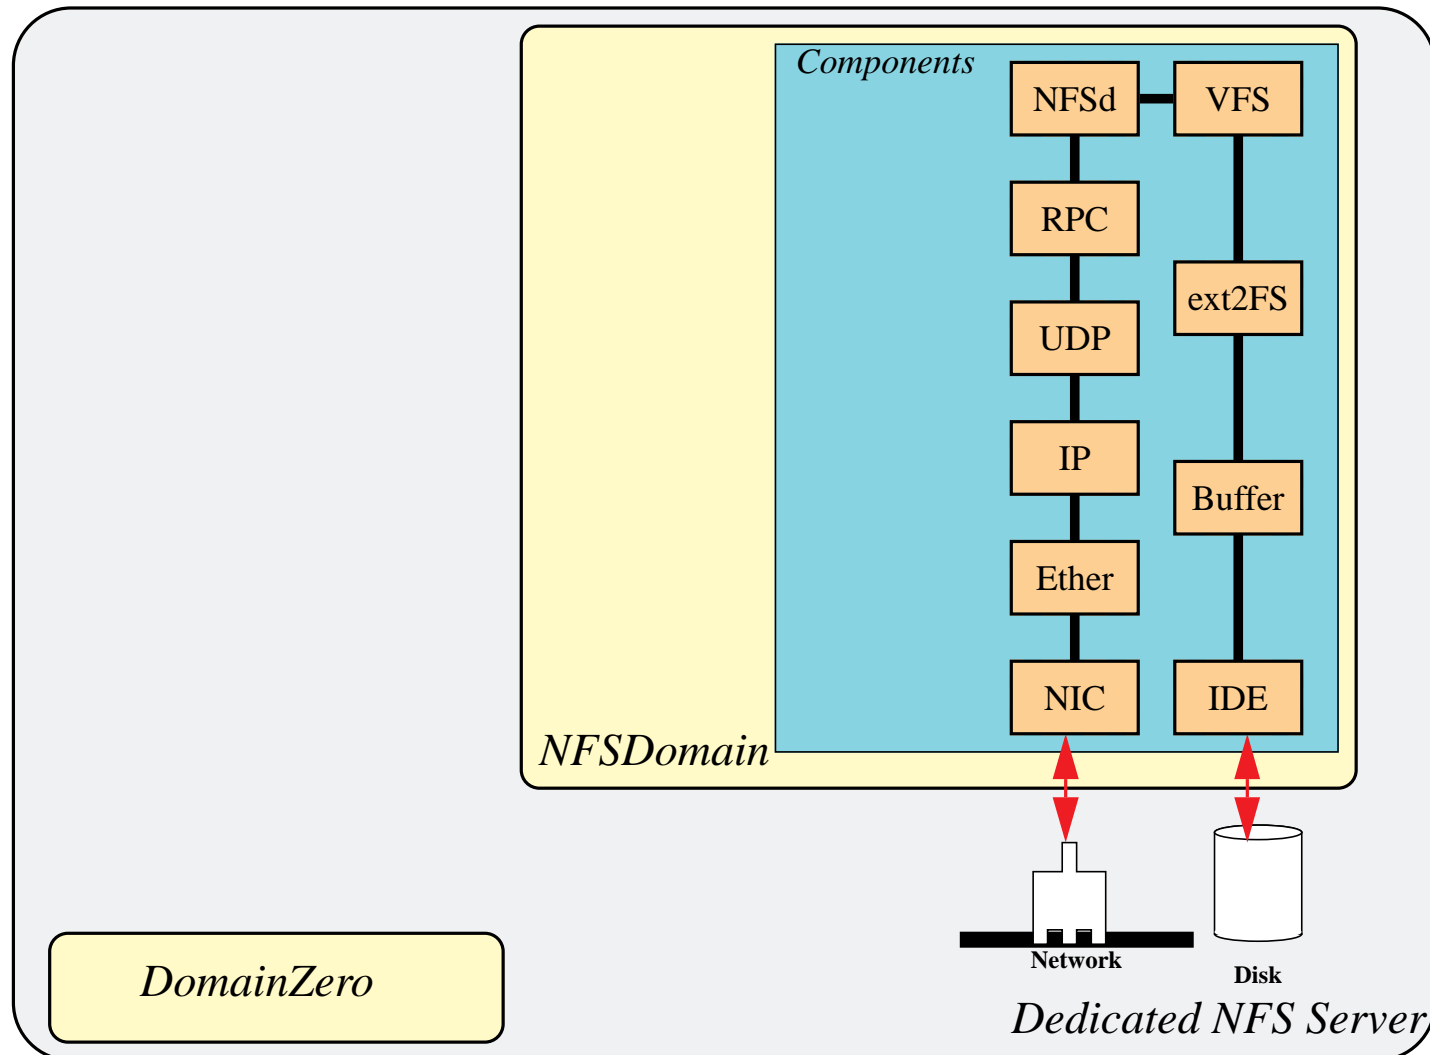 Components
NFSd
VFS
RPC
ext2FS
UDP
IP
Buffer
Ether
NIC
IDE
NFSDomain
Network
Disk
DomainZero
Dedicated NFS Server